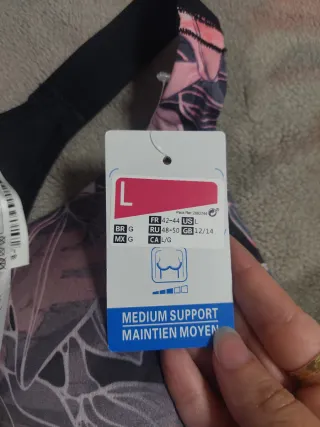 L
FR 42-44 US L
BR G RU 48-50 GB 12/14
MX G CA L/G
MEDIUM SUPPORT
MAINTIEN MOYEN